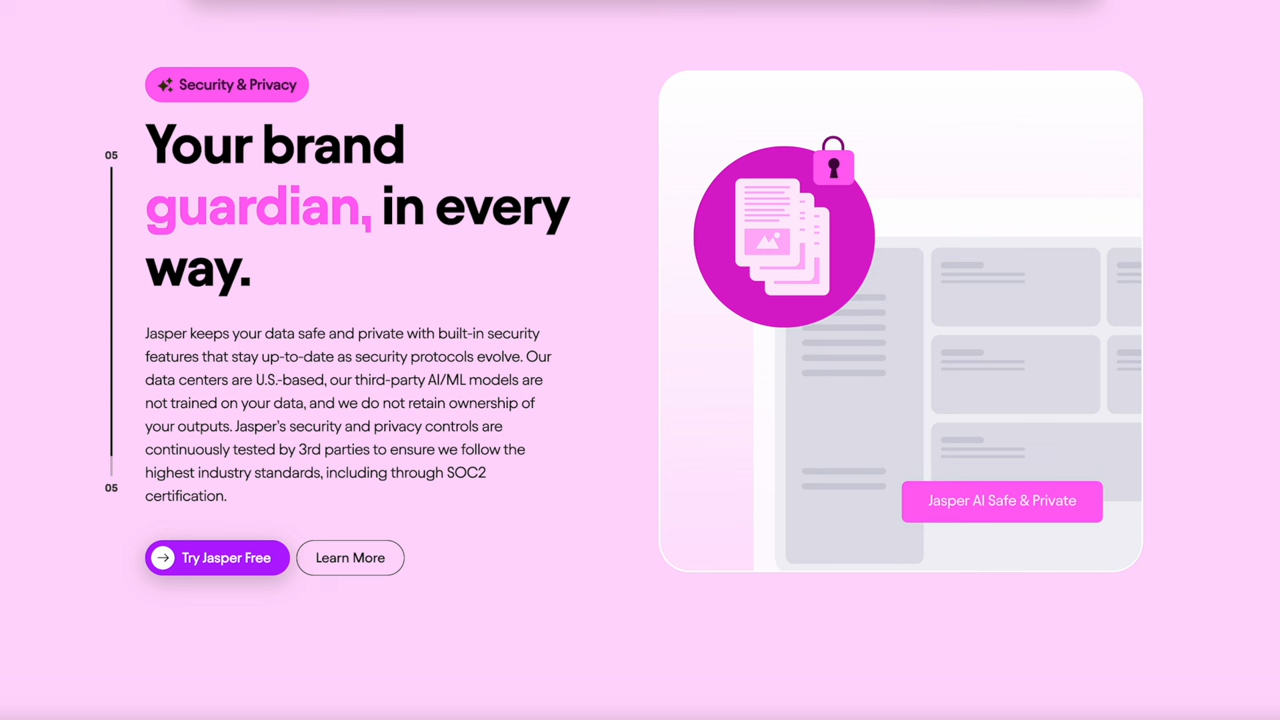 Security & Privacy
05
Your brand
guardian, in every
way.
Jasper keeps your data safe and private with built-in security
features that stay up-to-date as security protocols evolve. Our
data centers are U.S.-based, our third-party AI/ML models are
not trained on your data, and we do not retain ownership of
your outputs. Jasper's security and privacy controls are
continuously tested by 3rd parties to ensure we follow the
highest industry standards, including through SOC2
certification.
05
Try Jasper Free
Learn More
Jasper AI Safe & Private